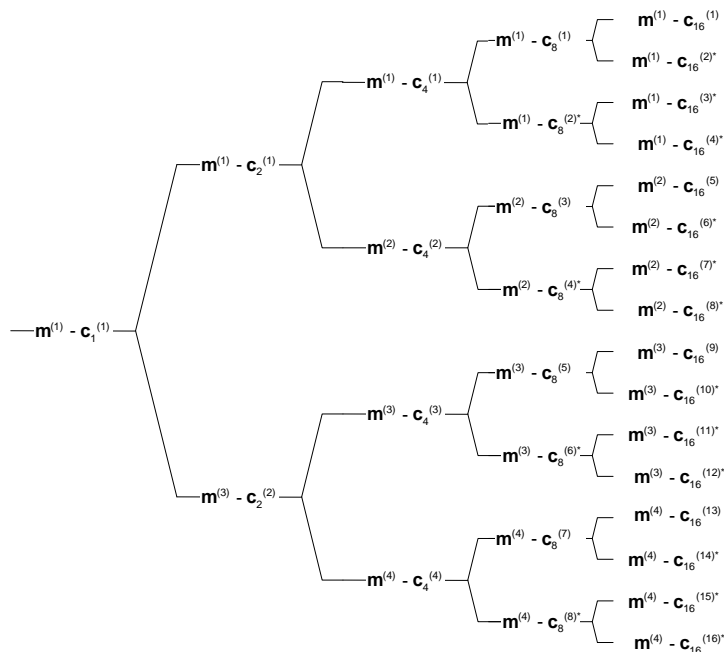 m⁽¹⁾ - c₁₆⁽¹⁾
m⁽¹⁾ - c₈⁽¹⁾
m⁽¹⁾ - c₁₆⁽²⁾*
m⁽¹⁾ - c₄⁽¹⁾
m⁽¹⁾ - c₁₆⁽³⁾*
m⁽¹⁾ - c₈⁽²⁾*
m⁽¹⁾ - c₁₆⁽⁴⁾*
m⁽¹⁾ - c₂⁽¹⁾
m⁽²⁾ - c₁₆⁽⁵⁾
m⁽²⁾ - c₈⁽³⁾
m⁽²⁾ - c₁₆⁽⁶⁾*
m⁽²⁾ - c₄⁽²⁾
m⁽²⁾ - c₁₆⁽⁷⁾*
m⁽²⁾ - c₈⁽⁴⁾*
m⁽²⁾ - c₁₆⁽⁸⁾*
m⁽¹⁾ - c₁⁽¹⁾
m⁽³⁾ - c₁₆⁽⁹⁾
m⁽³⁾ - c₈⁽⁵⁾
m⁽³⁾ - c₁₆⁽¹⁰⁾*
m⁽³⁾ - c₄⁽³⁾
m⁽³⁾ - c₁₆⁽¹¹⁾*
m⁽³⁾ - c₈⁽⁶⁾*
m⁽³⁾ - c₁₆⁽¹²⁾*
m⁽³⁾ - c₂⁽²⁾
m⁽⁴⁾ - c₁₆⁽¹³⁾
m⁽⁴⁾ - c₈⁽⁷⁾
m⁽⁴⁾ - c₁₆⁽¹⁴⁾*
m⁽⁴⁾ - c₄⁽⁴⁾
m⁽⁴⁾ - c₁₆⁽¹⁵⁾*
m⁽⁴⁾ - c₈⁽⁸⁾*
m⁽⁴⁾ - c₁₆⁽¹⁶⁾*